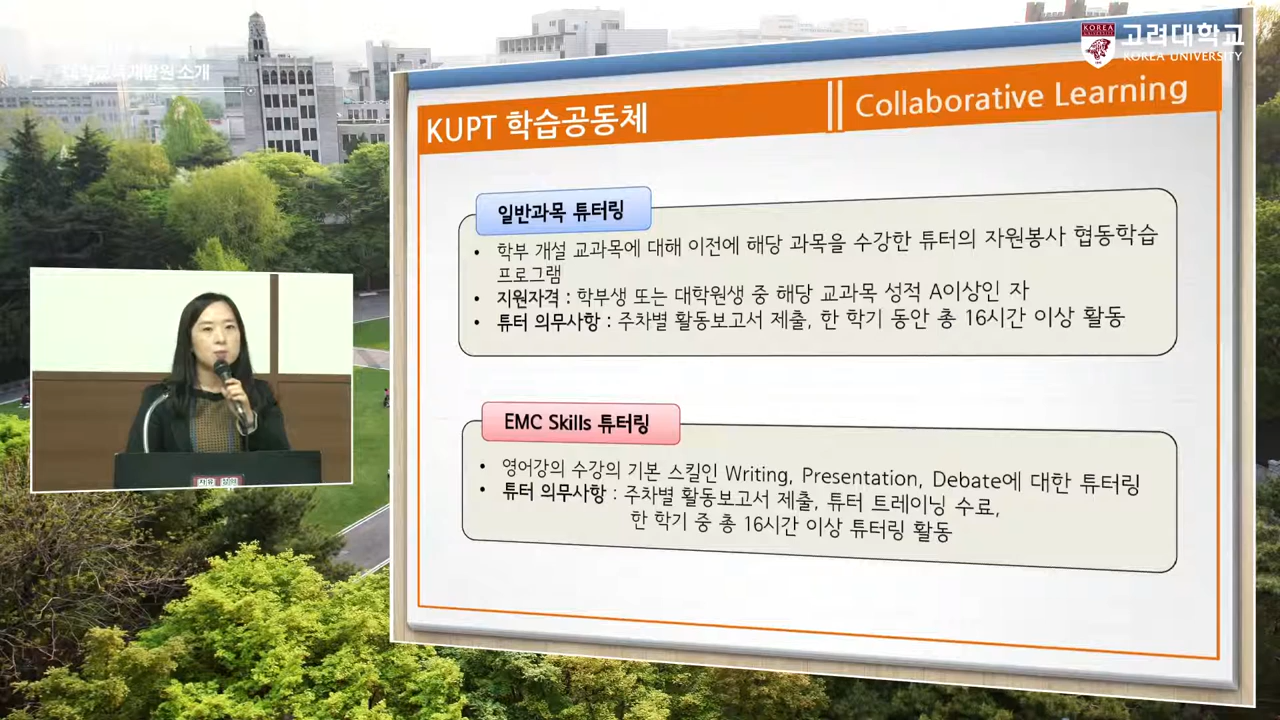 고려대학교
KOREA UNIVERSITY
KOREA
개발원 소개
KUPT 학습공동체
Collaborative Learning
일반과목 튜터링
• 학부 개설 교과목에 대해 이전에 해당 과목을 수강한 튜터의 자원봉사 협동학습
프로그램
• 지원자격 : 학부생 또는 대학원생 중 해당 교과목 성적 A이상인 자
• 튜터 의무사항 : 주차별 활동보고서 제출, 한 학기 동안 총 16시간 이상 활동
EMC Skills 튜터링
• 영어강의 수강의 기본 스킬인 Writing, Presentation, Debate에 대한 튜터링
• 튜터 의무사항 : 주차별 활동보고서 제출, 튜터 트레이닝 수료,
한 학기 중 총 16시간 이상 튜터링 활동